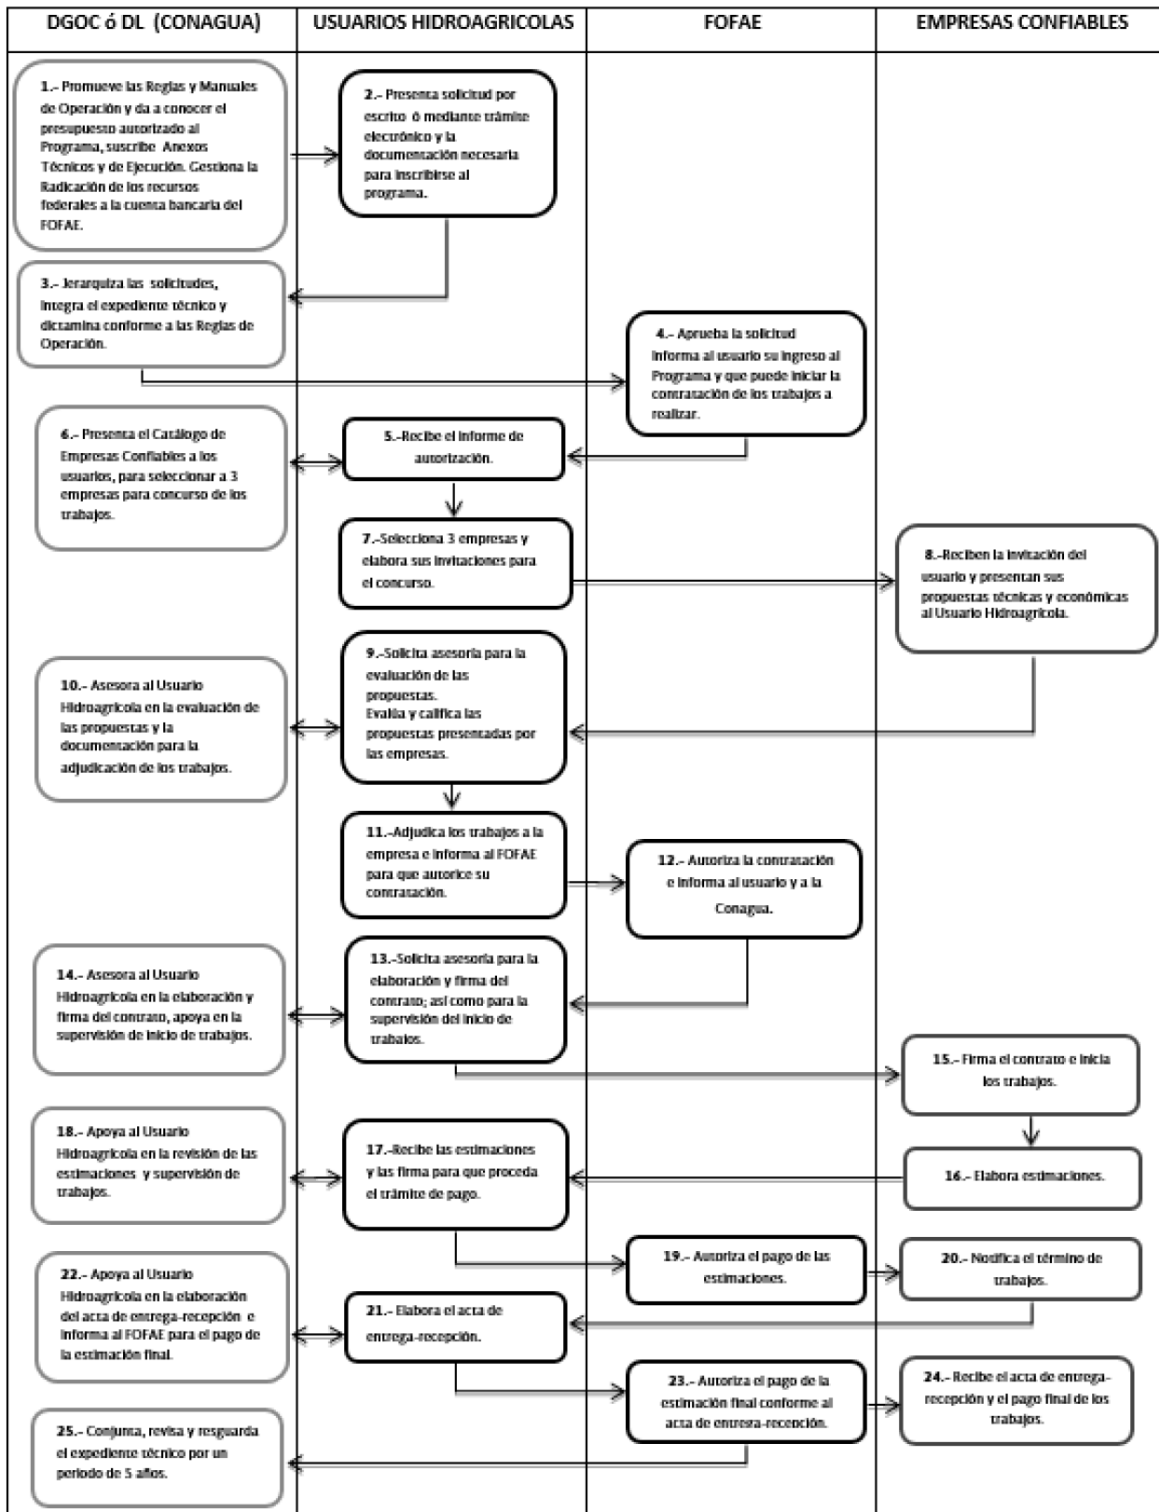 DGOC ó DL (CONAGUA)
USUARIOS HIDROAGRICOLAS
FOFAE
EMPRESAS CONFIABLES
1.- Promueve las Reglas y Manuales
de Operación y da a conocer el
presupuesto autorizado al
Programa, suscribe Anexos
Técnicos y de Ejecución. Gestiona la
Radicación de los recursos
federales a la cuenta bancaria del
FOFAE.
2.- Presenta solicitud por
escrito ó mediante trámite
electrónico y la
documentación necesaria
para inscribirse al
programa.
3.- Jerarquiza las solicitudes,
integra el expediente técnico y
dictamina conforme a las Reglas de
Operación.
4.- Aprueba la solicitud
Informa al usuario su ingreso al
Programa y que puede iniciar la
contratación de los trabajos a
realizar.
5.-Recibe el informe de
autorización.
6.- Presenta el Catálogo de
Empresas Confiables a los
usuarios, para seleccionar a 3
empresas para concurso de los
trabajos.
7.-Selecciona 3 empresas y
elabora sus invitaciones para
el concurso.
8.-Reciben la invitación del
usuario y presentan sus
propuestas técnicas y económicas
al Usuario Hidroagrícola.
9.-Solicita asesoría para la
evaluación de las
propuestas.
Evalúa y califica las
propuestas presentadas por
las empresas.
10.- Asesora al Usuario
Hidroagrícola en la evaluación de
las propuestas y la
documentación para la
adjudicación de los trabajos.
11.-Adjudica los trabajos a la
empresa e informa al FOFAE
para que autorice su
contratación.
12.- Autoriza la contratación
e informa al usuario y a la
Conagua.
13.-Solicita asesoría para la
elaboración y firma del
contrato; así como para la
supervisión del inicio de
trabajos.
14.- Asesora al Usuario
Hidroagrícola en la elaboración y
firma del contrato, apoya en la
supervisión de inicio de trabajos.
15.- Firma el contrato e inicia
los trabajos.
16.- Elabora estimaciones.
17.-Recibe las estimaciones
y las firma para que proceda
el trámite de pago.
18.- Apoya al Usuario
Hidroagrícola en la revisión de las
estimaciones y supervisión de
trabajos.
19.- Autoriza el pago de las
estimaciones.
20.- Notifica el término de
trabajos.
21.- Elabora el acta de
entrega-recepción.
22.- Apoya al Usuario
Hidroagrícola en la elaboración
del acta de entrega-recepción e
informa al FOFAE para el pago de
la estimación final.
23.- Autoriza el pago de la
estimación final conforme al
acta de entrega-recepción.
24.- Recibe el acta de entrega-
recepción y el pago final de los
trabajos.
25.- Conjunta, revisa y resguarda
el expediente técnico por un
período de 5 años.